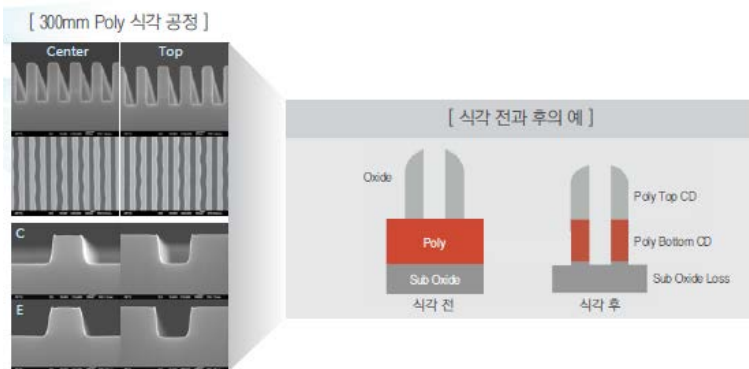 [ 300mm Poly 식각 공정 ]
Center
Top
C
E
[ 식각 전과 후의 예 ]
Oxide
Poly
Sub Oxide
식각 전
Poly Top CD
Poly Bottom CD
Sub Oxide Loss
식각 후